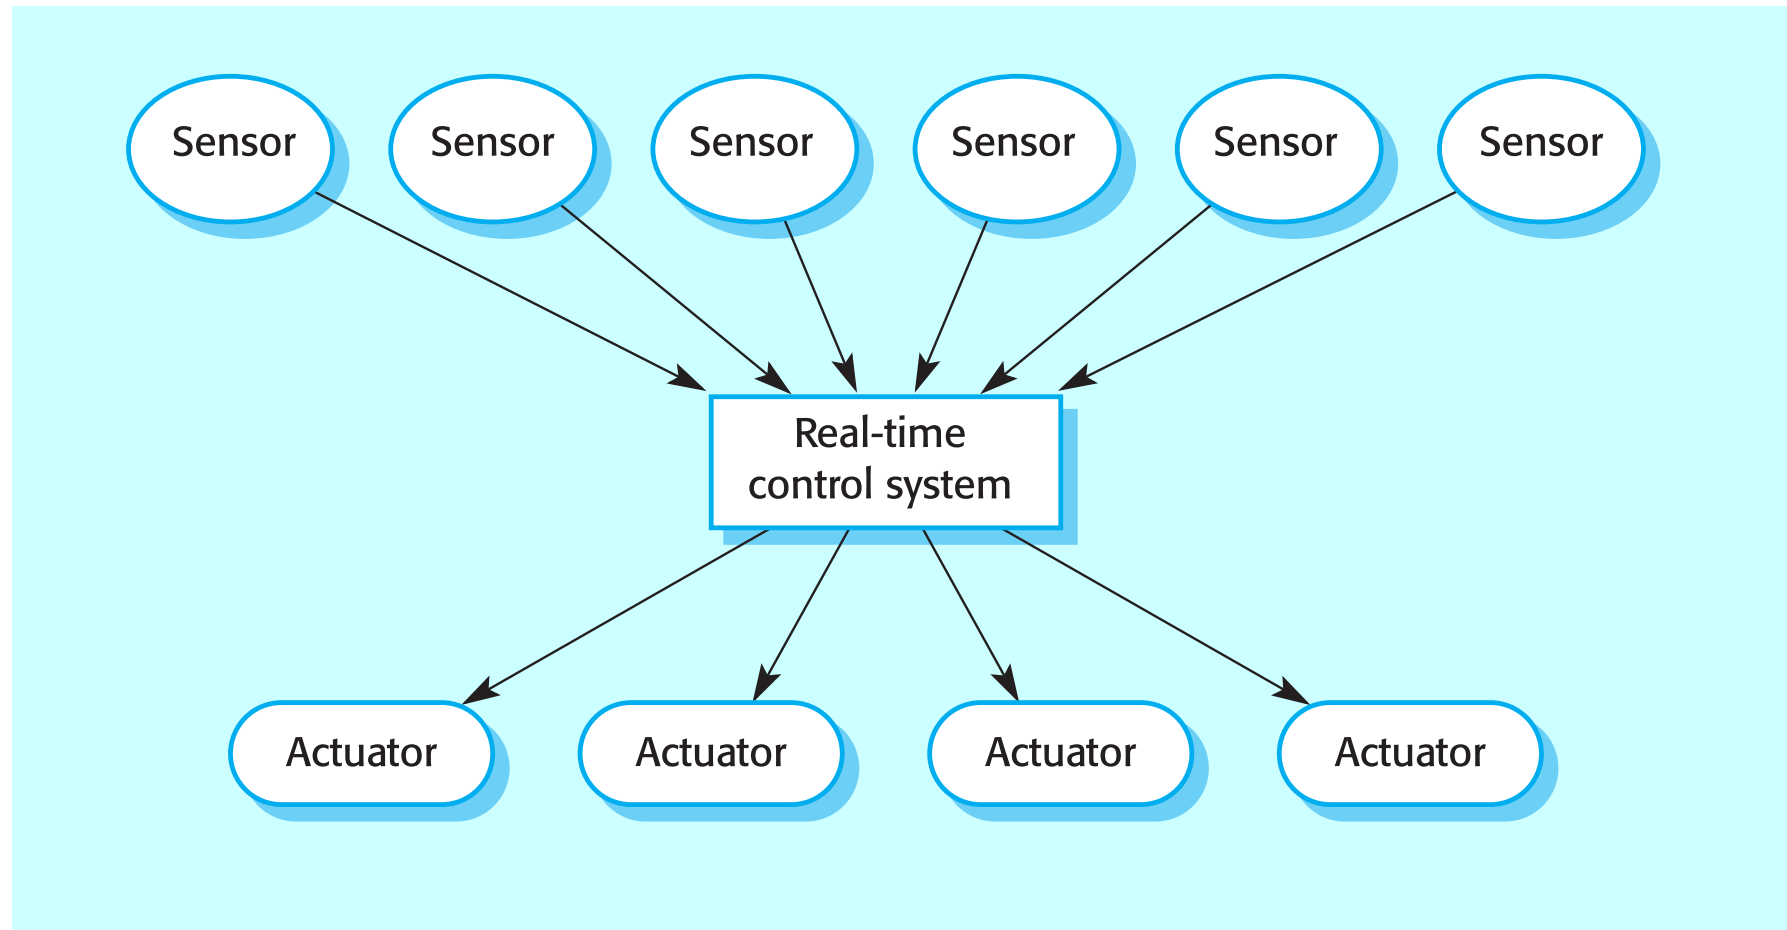 Sensor
Sensor
Sensor
Sensor
Sensor
Sensor
Real-time
control system
Actuator
Actuator
Actuator
Actuator